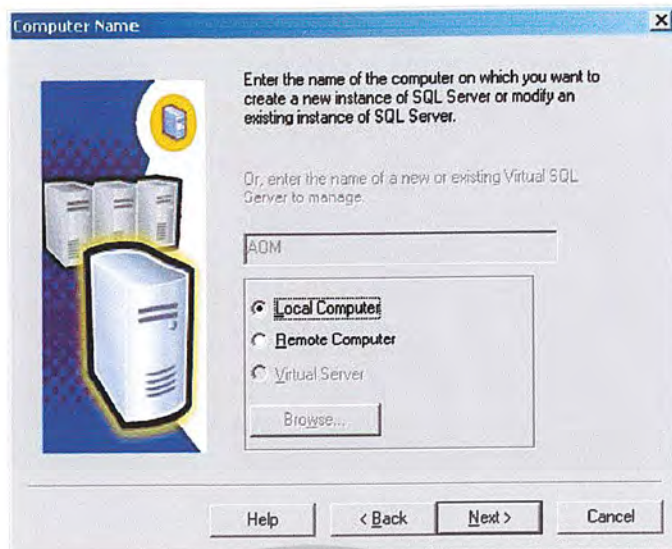 Computer Name
Enter the name of the computer on which you want to
create a new instance of SQL Server or modify an
existing instance of SQL Server.
Or, enter the name of a new or existing Virtual SQL
Server to manage.
AOM
Local Computer
Remote Computer
Virtual Server
Browse...
Help
< Back
Next >
Cancel